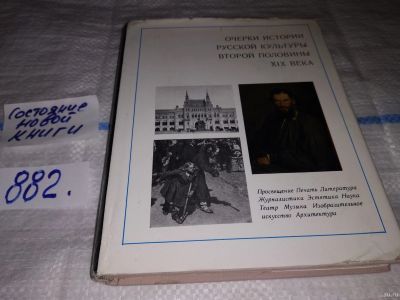 ОЧЕРКИ ИСТОРИИ
РУССКОЙ КУЛЬТУРЫ
ВТОРОЙ ПОЛОВИНЫ
XIX ВЕКА
Состояние
новой
книги
882.
Просвещение Печать Литература
Журналистика Эстетика Наука
Театр Музыка Изобразительное
искусство Архитектура